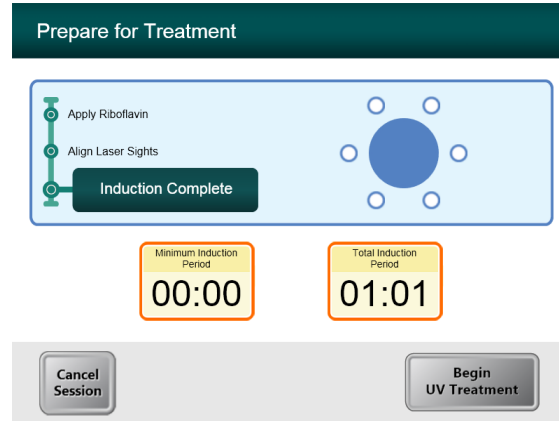 Prepare for Treatment
Apply Riboflavin
Align Laser Sights
Induction Complete
Minimum Induction
Period
00:00
Total Induction
Period
01:01
Cancel
Session
Begin
UV Treatment